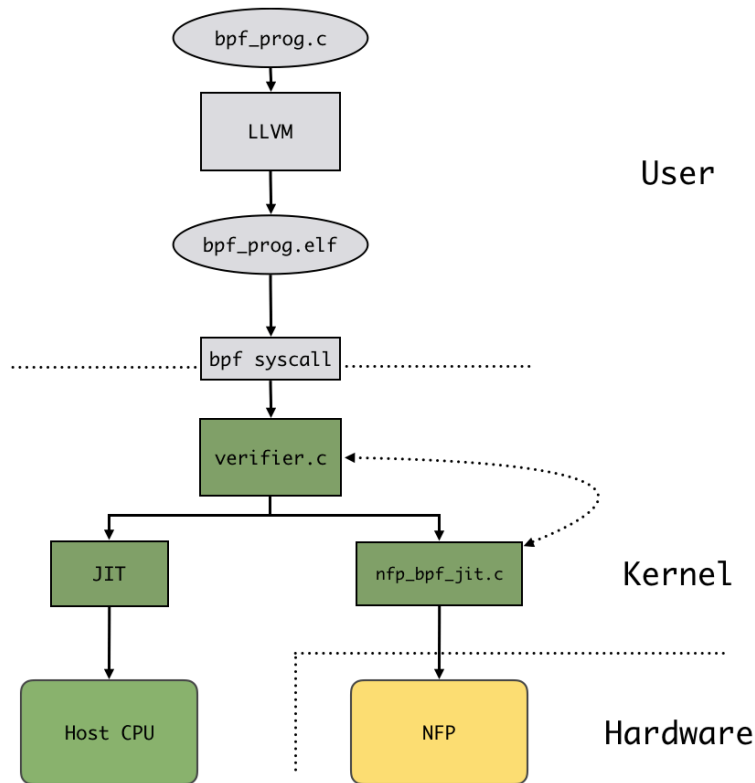 bpf_prog.c
LLVM
User
bpf_prog.elf
bpf syscall
verifier.c
JIT
nfp_bpf_jit.c
Kernel
Host CPU
NFP
Hardware